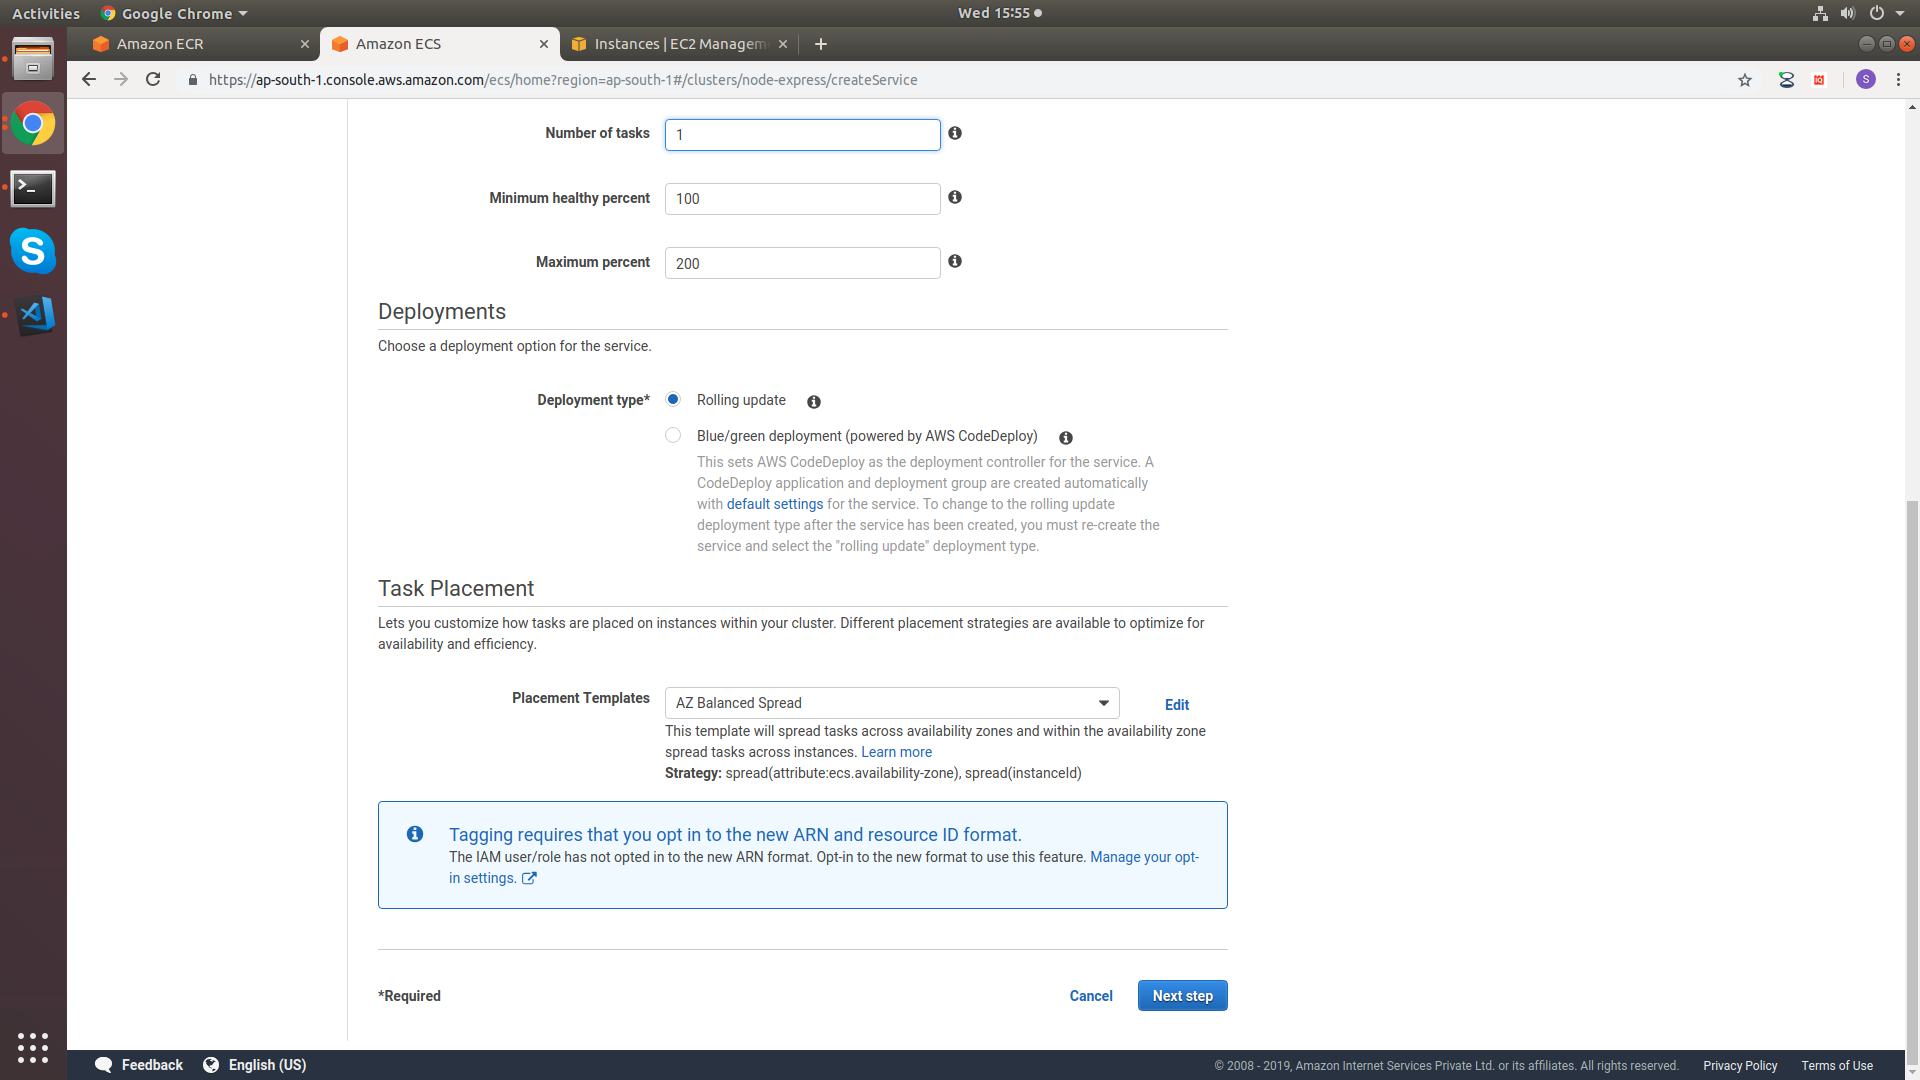 Activities Google Chrome Wed 15:55
Amazon ECR Amazon ECS Instances | EC2 Managem
https://ap-south-1.console.aws.amazon.com/ecs/home?region=ap-south-1#/clusters/node-express/createService S
Number of tasks 1
Minimum healthy percent 100
Maximum percent 200
Deployments
Choose a deployment option for the service.
Deployment type* Rolling update
Blue/green deployment (powered by AWS CodeDeploy)
This sets AWS CodeDeploy as the deployment controller for the service. A
CodeDeploy application and deployment group are created automatically
with default settings for the service. To change to the rolling update
deployment type after the service has been created, you must re-create the
service and select the "rolling update" deployment type.
Task Placement
Lets you customize how tasks are placed on instances within your cluster. Different placement strategies are available to optimize for
availability and efficiency.
Placement Templates AZ Balanced Spread Edit
This template will spread tasks across availability zones and within the availability zone
spread tasks across instances. Learn more
Strategy: spread(attribute:ecs.availability-zone), spread(instanceId)
Tagging requires that you opt in to the new ARN and resource ID format.
The IAM user/role has not opted in to the new ARN format. Opt-in to the new format to use this feature. Manage your opt-
in settings.
*Required Cancel Next step
Feedback English (US) © 2008 - 2019, Amazon Internet Services Private Ltd. or its affiliates. All rights reserved. Privacy Policy Terms of Use